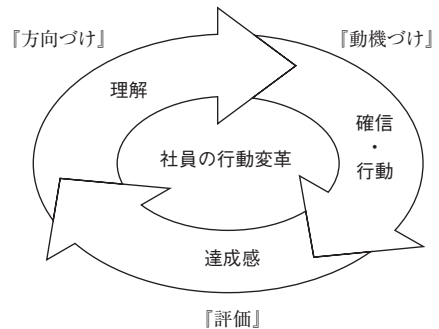 『方向づけ』
『動機づけ』
理解
確信
・
行動
社員の行動変革
達成感
『評価』